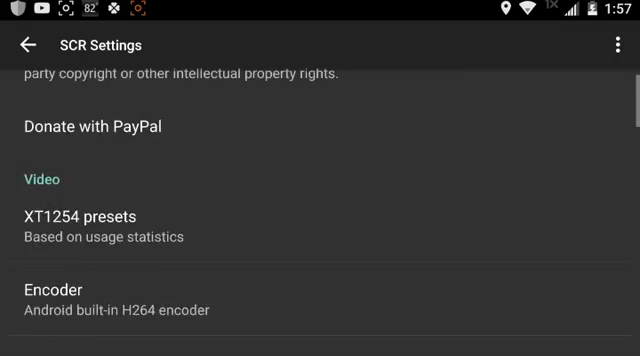 82°
1X
1:57
SCR Settings
party copyright or other intellectual property rights.
Donate with PayPal
Video
XT1254 presets
Based on usage statistics
Encoder
Android built-in H264 encoder